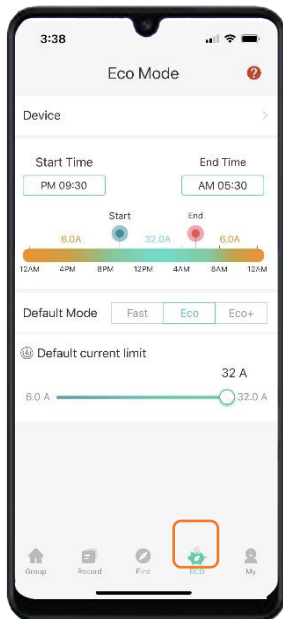 3:38
Eco Mode ?
Device
Start Time End Time
PM 09:30 AM 05:30
Start End
6.0A 32.0A 6.0A
12AM 4PM 8PM 12PM 4AM 8AM 12AM
Default Mode Fast Eco Eco+
Default current limit
32 A
6.0 A 32.0 A
Group Record Find ECO My